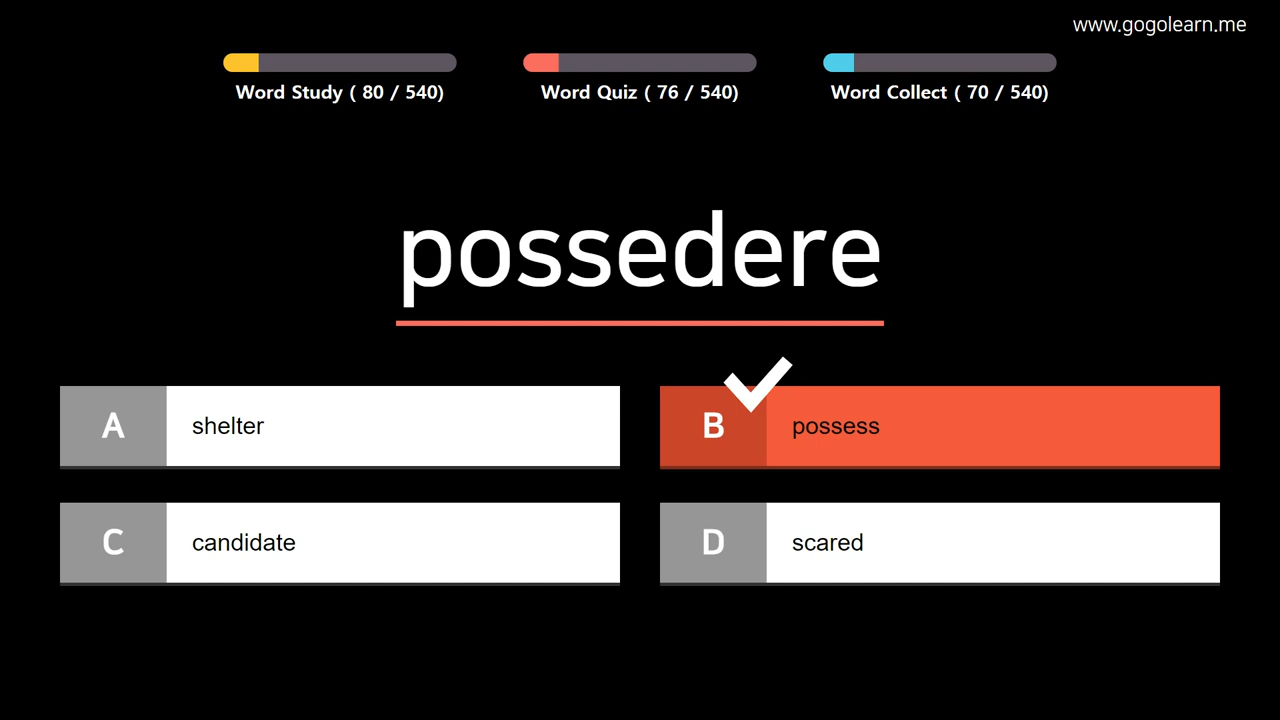 www.gogolearn.me
Word Study ( 80 / 540)
Word Quiz ( 76 / 540)
Word Collect ( 70 / 540)
possedere
A shelter
B possess
C candidate
D scared